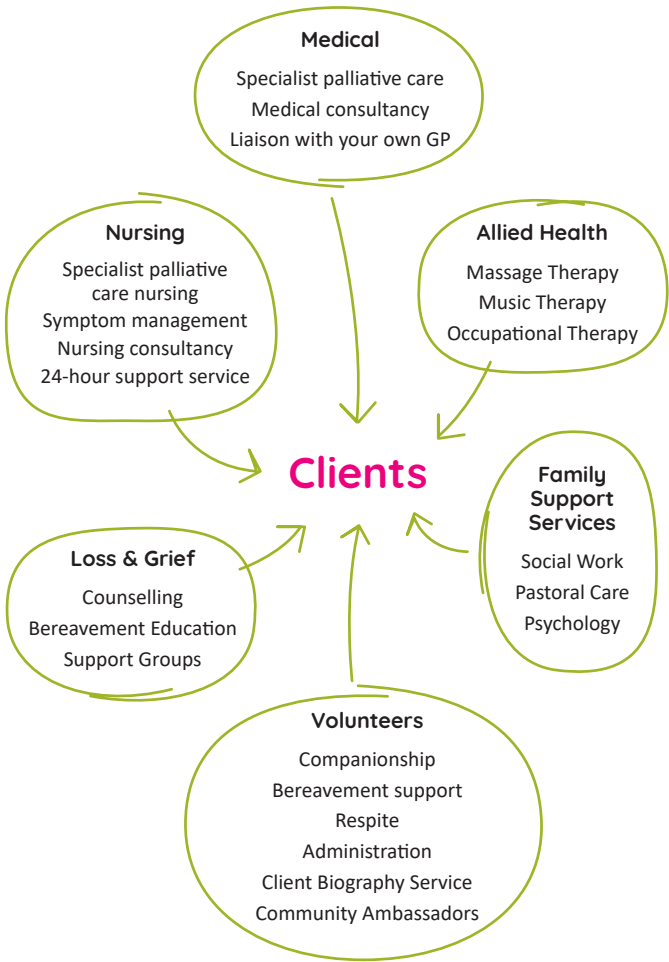 Medical
Specialist palliative care
Medical consultancy
Liaison with your own GP
Nursing
Specialist palliative
care nursing
Symptom management
Nursing consultancy
24-hour support service
Allied Health
Massage Therapy
Music Therapy
Occupational Therapy
Clients
Family
Support
Services
Social Work
Pastoral Care
Psychology
Loss & Grief
Counselling
Bereavement Education
Support Groups
Volunteers
Companionship
Bereavement support
Respite
Administration
Client Biography Service
Community Ambassadors